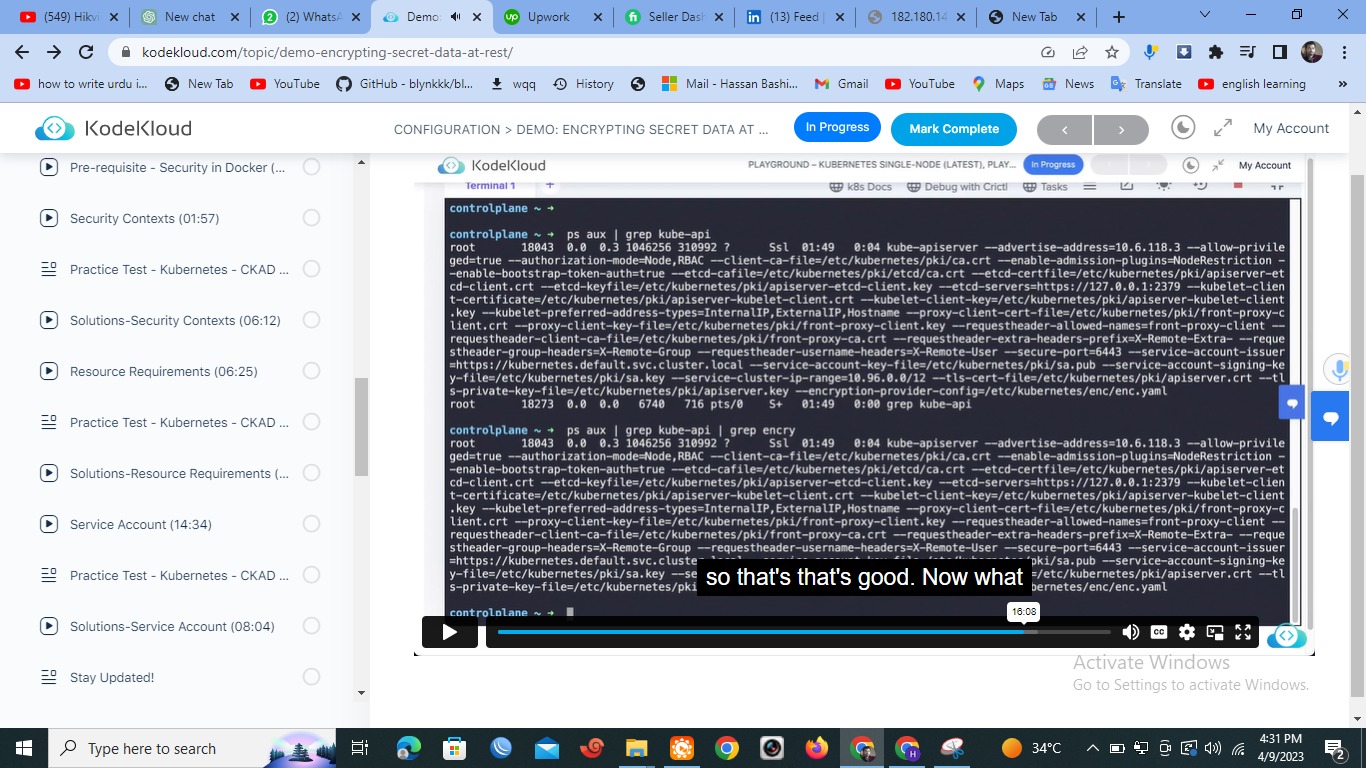 (549) Hikvi
New chat
(2) WhatsA
Demo:
Upwork
Seller Dash
(13) Feed |
182.180.14
New Tab
kodekloud.com/topic/demo-encrypting-secret-data-at-rest/
how to write urdu i...
New Tab
YouTube
GitHub - blynkkk/bl...
wqq
History
Mail - Hassan Bashi...
Gmail
YouTube
Maps
News
Translate
english learning
»
KodeKloud
CONFIGURATION > DEMO: ENCRYPTING SECRET DATA AT ...
In Progress
Mark Complete
<
>
My Account
Pre-requisite - Security in Docker (...
Security Contexts (01:57)
Practice Test - Kubernetes - CKAD ...
Solutions-Security Contexts (06:12)
Resource Requirements (06:25)
Practice Test - Kubernetes - CKAD ...
Solutions-Resource Requirements (...
Service Account (14:34)
Practice Test - Kubernetes - CKAD ...
Solutions-Service Account (08:04)
Stay Updated!
KodeKloud
PLAYGROUND – KUBERNETES SINGLE-NODE (LATEST), PLAY...
In Progress
My Account
Terminal 1 +
k8s Docs
Debug with Crictl
Tasks
controlplane ~ ➜
controlplane ~ ➜ ps aux | grep kube-api
root 18043 0.0 0.3 1046256 310992 ? Ssl 01:49 0:04 kube-apiserver --advertise-address=10.6.118.3 --allow-privile
ged=true --authorization-mode=Node,RBAC --client-ca-file=/etc/kubernetes/pki/ca.crt --enable-admission-plugins=NodeRestriction -
-enable-bootstrap-token-auth=true --etcd-cafile=/etc/kubernetes/pki/etcd/ca.crt --etcd-certfile=/etc/kubernetes/pki/apiserver-et
cd-client.crt --etcd-keyfile=/etc/kubernetes/pki/apiserver-etcd-client.key --etcd-servers=https://127.0.0.1:2379 --kubelet-clien
t-certificate=/etc/kubernetes/pki/apiserver-kubelet-client.crt --kubelet-client-key=/etc/kubernetes/pki/apiserver-kubelet-client
.key --kubelet-preferred-address-types=InternalIP,ExternalIP,Hostname --proxy-client-cert-file=/etc/kubernetes/pki/front-proxy-c
lient.crt --proxy-client-key-file=/etc/kubernetes/pki/front-proxy-client.key --requestheader-allowed-names=front-proxy-client --
requestheader-client-ca-file=/etc/kubernetes/pki/front-proxy-ca.crt --requestheader-extra-headers-prefix=X-Remote-Extra- --reque
stheader-group-headers=X-Remote-Group --requestheader-username-headers=X-Remote-User --secure-port=6443 --service-account-issuer
=https://kubernetes.default.svc.cluster.local --service-account-key-file=/etc/kubernetes/pki/sa.pub --service-account-signing-ke
y-file=/etc/kubernetes/pki/sa.key --service-cluster-ip-range=10.96.0.0/12 --tls-cert-file=/etc/kubernetes/pki/apiserver.crt --tl
s-private-key-file=/etc/kubernetes/pki/apiserver.key --encryption-provider-config=/etc/kubernetes/enc/enc.yaml
root 18273 0.0 0.0 6740 716 pts/0 S+ 01:49 0:00 grep kube-api
controlplane ~ ➜ ps aux | grep kube-api | grep encry
root 18043 0.0 0.3 1046256 310992 ? Ssl 01:49 0:04 kube-apiserver --advertise-address=10.6.118.3 --allow-privile
ged=true --authorization-mode=Node,RBAC --client-ca-file=/etc/kubernetes/pki/ca.crt --enable-admission-plugins=NodeRestriction -
-enable-bootstrap-token-auth=true --etcd-cafile=/etc/kubernetes/pki/etcd/ca.crt --etcd-certfile=/etc/kubernetes/pki/apiserver-et
cd-client.crt --etcd-keyfile=/etc/kubernetes/pki/apiserver-etcd-client.key --etcd-servers=https://127.0.0.1:2379 --kubelet-clien
t-certificate=/etc/kubernetes/pki/apiserver-kubelet-client.crt --kubelet-client-key=/etc/kubernetes/pki/apiserver-kubelet-client
.key --kubelet-preferred-address-types=InternalIP,ExternalIP,Hostname --proxy-client-cert-file=/etc/kubernetes/pki/front-proxy-c
lient.crt --proxy-client-key-file=/etc/kubernetes/pki/front-proxy-client.key --requestheader-allowed-names=front-proxy-client --
requestheader-client-ca-file=/etc/kubernetes/pki/front-proxy-ca.crt --requestheader-extra-headers-prefix=X-Remote-Extra- --reque
stheader-group-headers=X-Remote-Group --requestheader-username-headers=X-Remote-User --secure-port=6443 --service-account-issuer
=https://kubernetes.default.svc
/etc/kubernetes/pki/sa.pub --service-account-signing-ke
y-file=/etc/kubernetes/pki/sa.key --se
etes/pki/apiserver.crt --tl
s-private-key-file=/etc/kubernetes/pki
bernetes/enc/enc.yaml
so that's that's good. Now what
controlplane ~ ➜
16:08
CC
Activate Windows
Go to Settings to activate Windows.
Type here to search
34°C
4:31 PM
4/9/2023
2